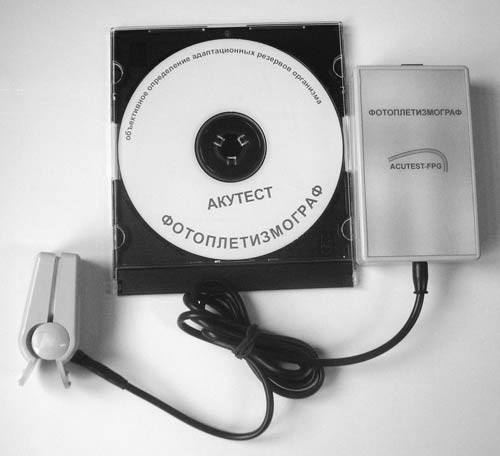 объективное определение адаптационных резервов организма
АКУТЕСТ
ФОТОПЛЕТИЗМОГРАФ
ФОТОПЛЕТИЗМОГРАФ
ACUTEST-FPG